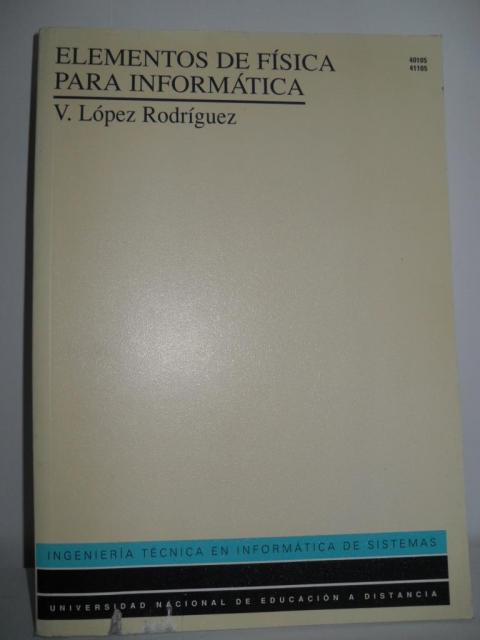 ELEMENTOS DE FÍSICA
PARA INFORMÁTICA
V. López Rodríguez
40105
41105
INGENIERÍA TÉCNICA EN INFORMÁTICA DE SISTEMAS
UNIVERSIDAD NACIONAL DE EDUCACIÓN A DISTANCIA